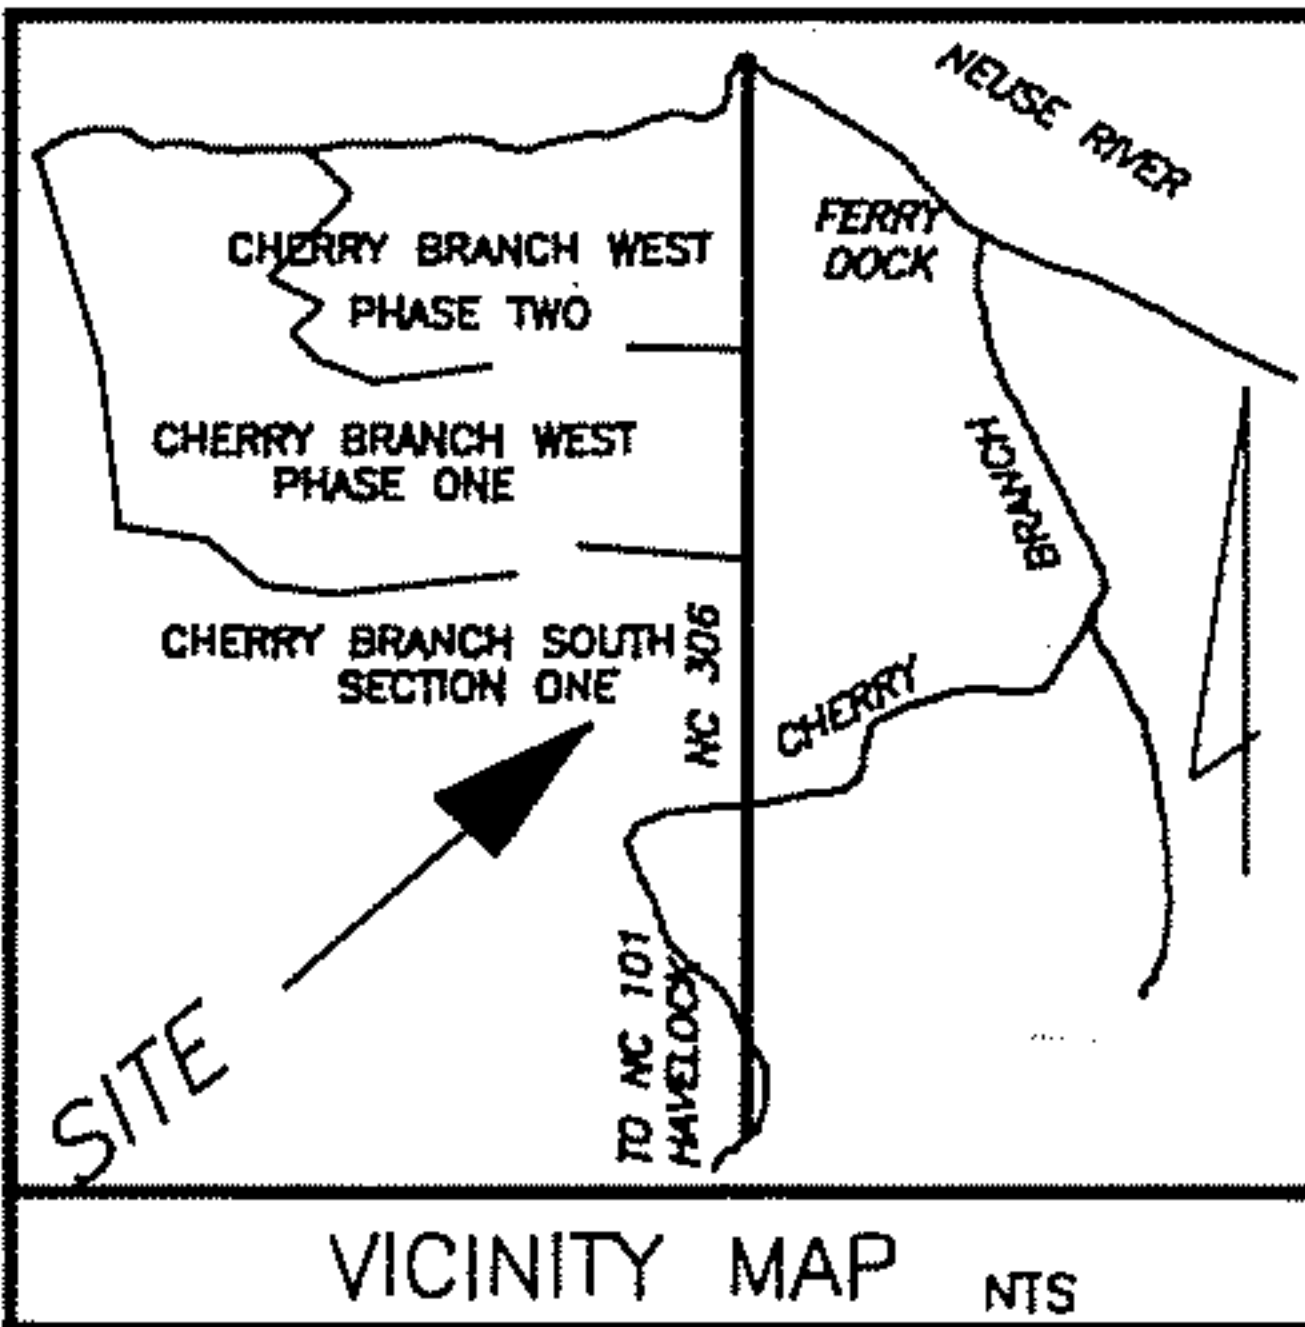 NEUSE RIVER
FERRY
DOCK
CHERRY BRANCH WEST
PHASE TWO
CHERRY BRANCH WEST
PHASE ONE
BRANCH
CHERRY
CHERRY BRANCH SOUTH
SECTION ONE
NC 306
TO NC 101
HAVELOCK
SITE
VICINITY MAP NTS